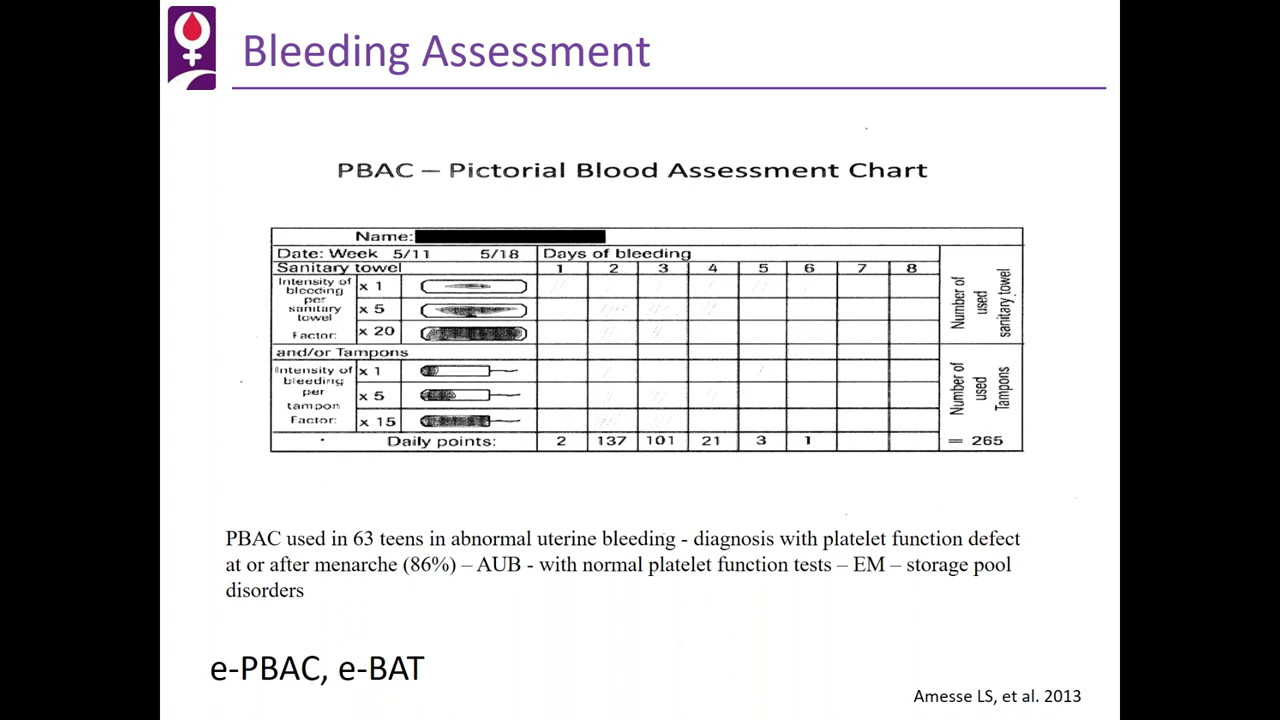 Bleeding Assessment
PBAC – Pictorial Blood Assessment Chart
Name:
Date: Week 5/11 5/18 Days of bleeding
Sanitary towel 1 2 3 4 5 6 7 8
Intensity of bleeding per sanitary towel
Factor:
x 1
x 5
x 20
Number of used sanitary towel
and/or Tampons
Intensity of bleeding per tampon
Factor:
x 1
x 5
x 15
Number of used Tampons
Daily points: 2 137 101 21 3 1 = 265
PBAC used in 63 teens in abnormal uterine bleeding - diagnosis with platelet function defect
at or after menarche (86%) – AUB - with normal platelet function tests – EM – storage pool
disorders
e-PBAC, e-BAT
Amesse LS, et al. 2013